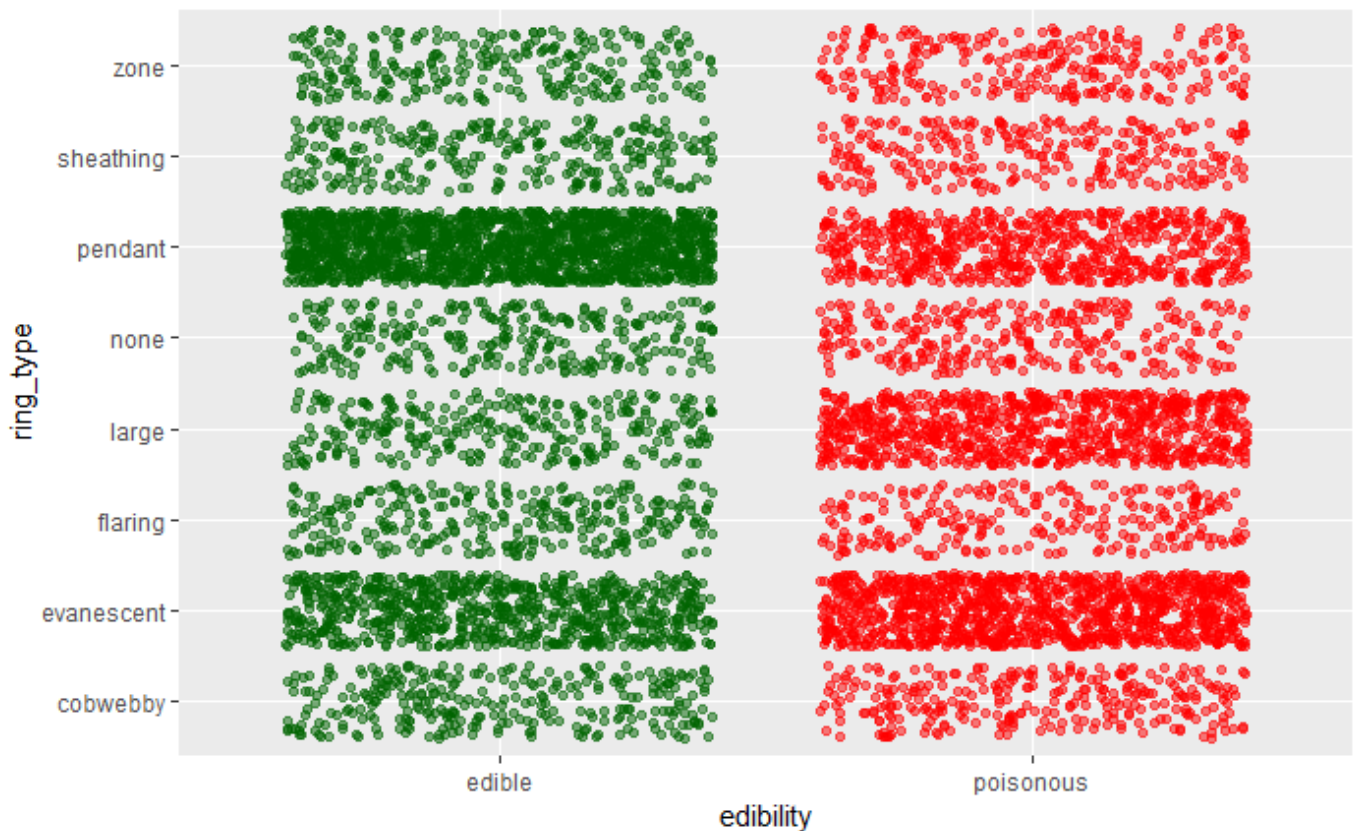 zone
sheathing
pendant
none
large
flaring
evanescent
cobwebby
ring_type
edible
poisonous
edibility